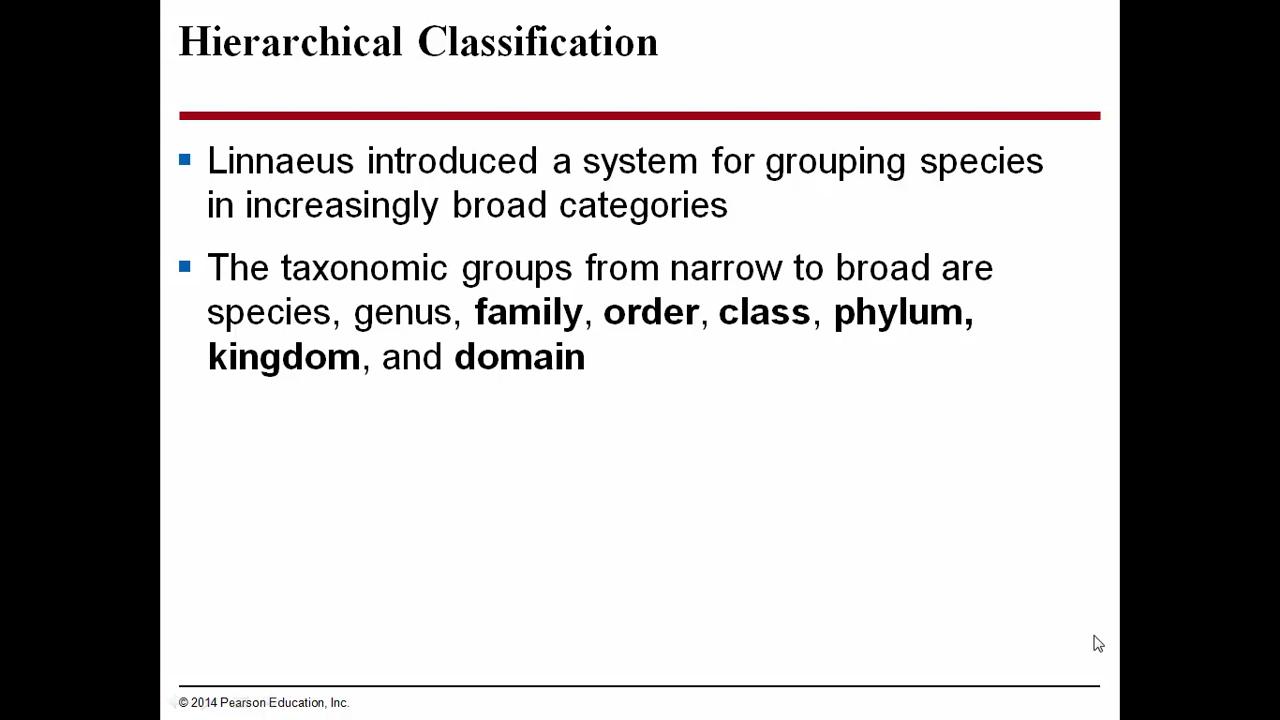 Hierarchical Classification
Linnaeus introduced a system for grouping species
in increasingly broad categories
The taxonomic groups from narrow to broad are
species, genus, family, order, class, phylum,
kingdom, and domain
© 2014 Pearson Education, Inc.